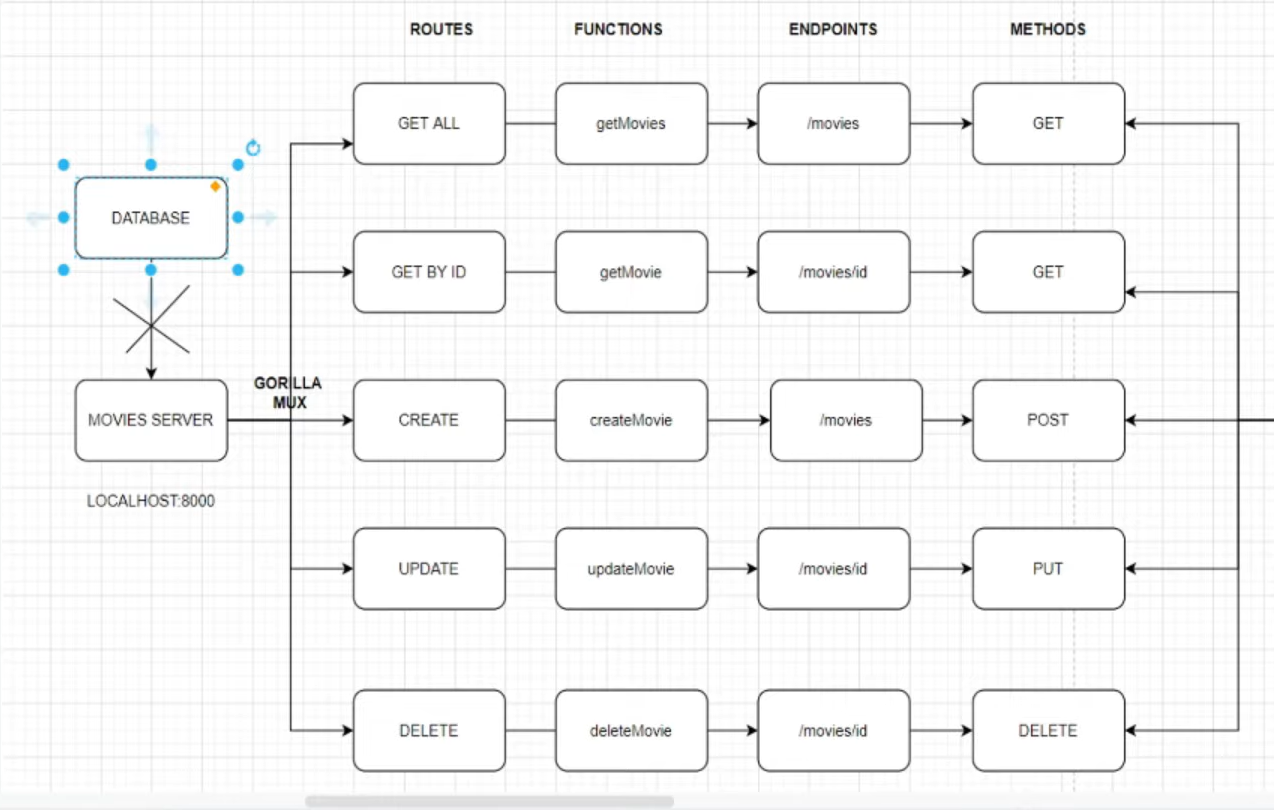 ROUTES
FUNCTIONS
ENDPOINTS
METHODS
GET ALL
getMovies
/movies
GET
DATABASE
GET BY ID
getMovie
/movies/id
GET
GORILLA
MUX
MOVIES SERVER
CREATE
createMovie
/movies
POST
LOCALHOST:8000
UPDATE
updateMovie
/movies/id
PUT
DELETE
deleteMovie
/movies/id
DELETE